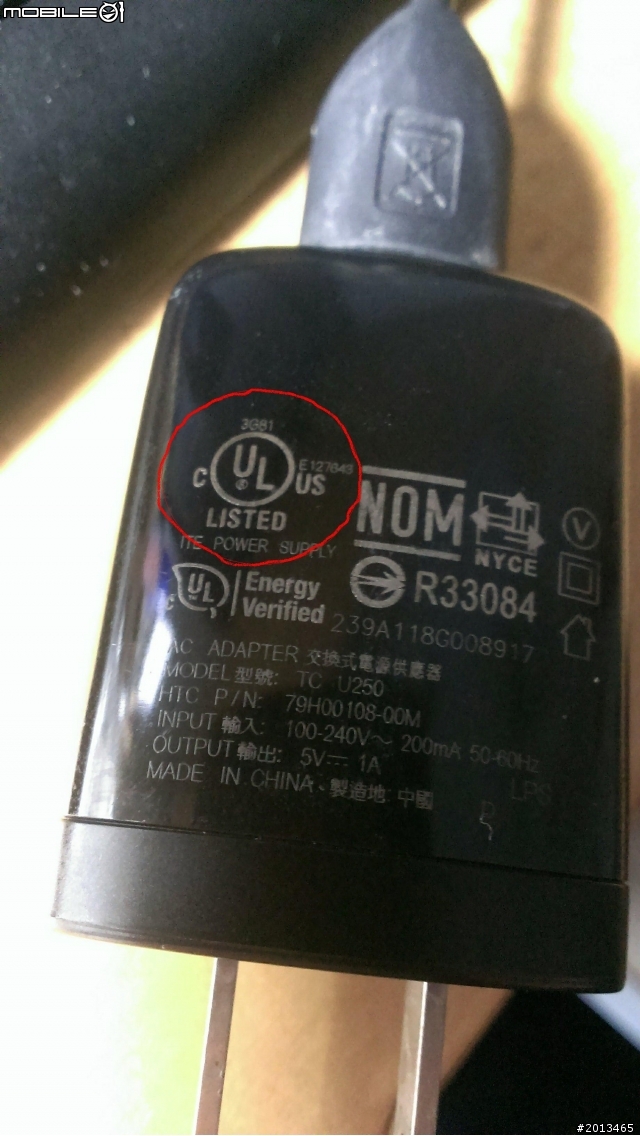 MOBILE01
3G81
C UL US
E127643
LISTED
ITE POWER SUPPLY
NOM
NYCE
V
C UL Energy Verified
R33084
239A118G008917
AC ADAPTER 交換式電源供應器
MODEL 型號: TC U250
HTC P/N: 79H00108-00M
INPUT 輸入: 100-240V~ 200mA 50-60Hz
OUTPUT 輸出: 5V⎓ 1A
LPS
MADE IN CHINA、製造地: 中國
#2013465